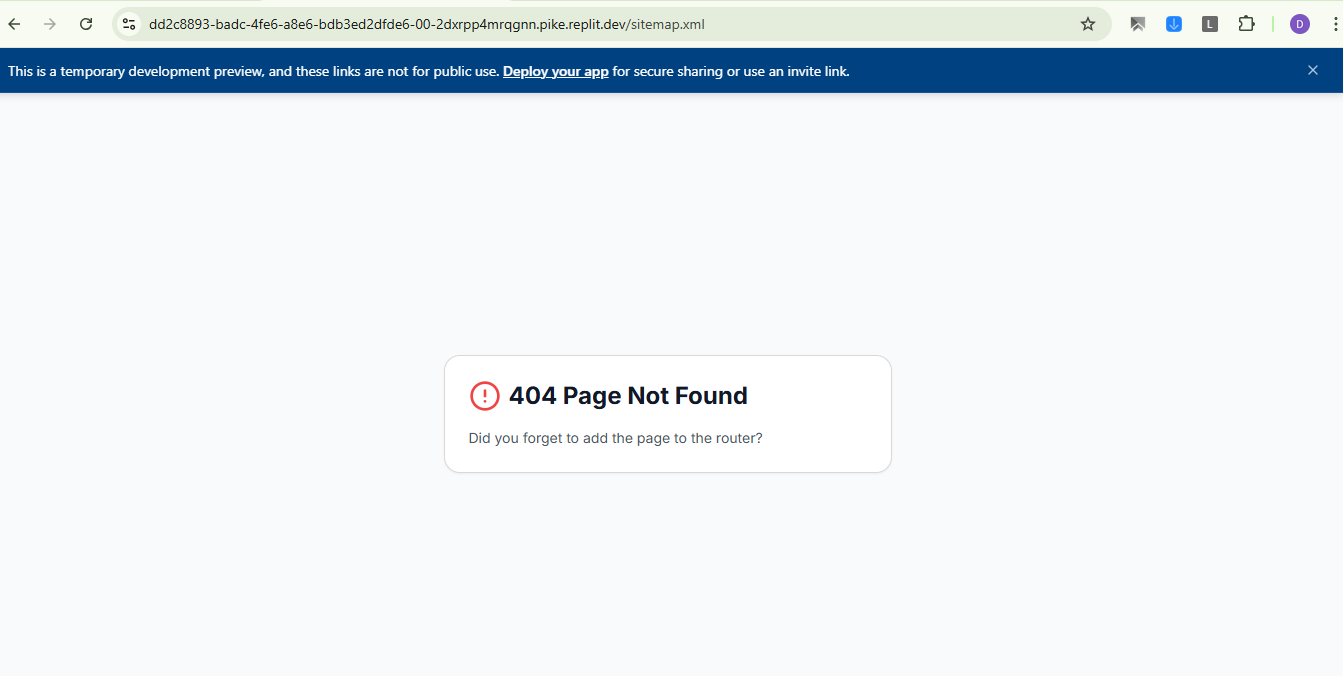 dd2c8893-badc-4fe6-a8e6-bdb3ed2dfde6-00-2dxrpp4mrqgnn.pike.replit.dev/sitemap.xml
L
D
This is a temporary development preview, and these links are not for public use. Deploy your app for secure sharing or use an invite link.
404 Page Not Found
Did you forget to add the page to the router?